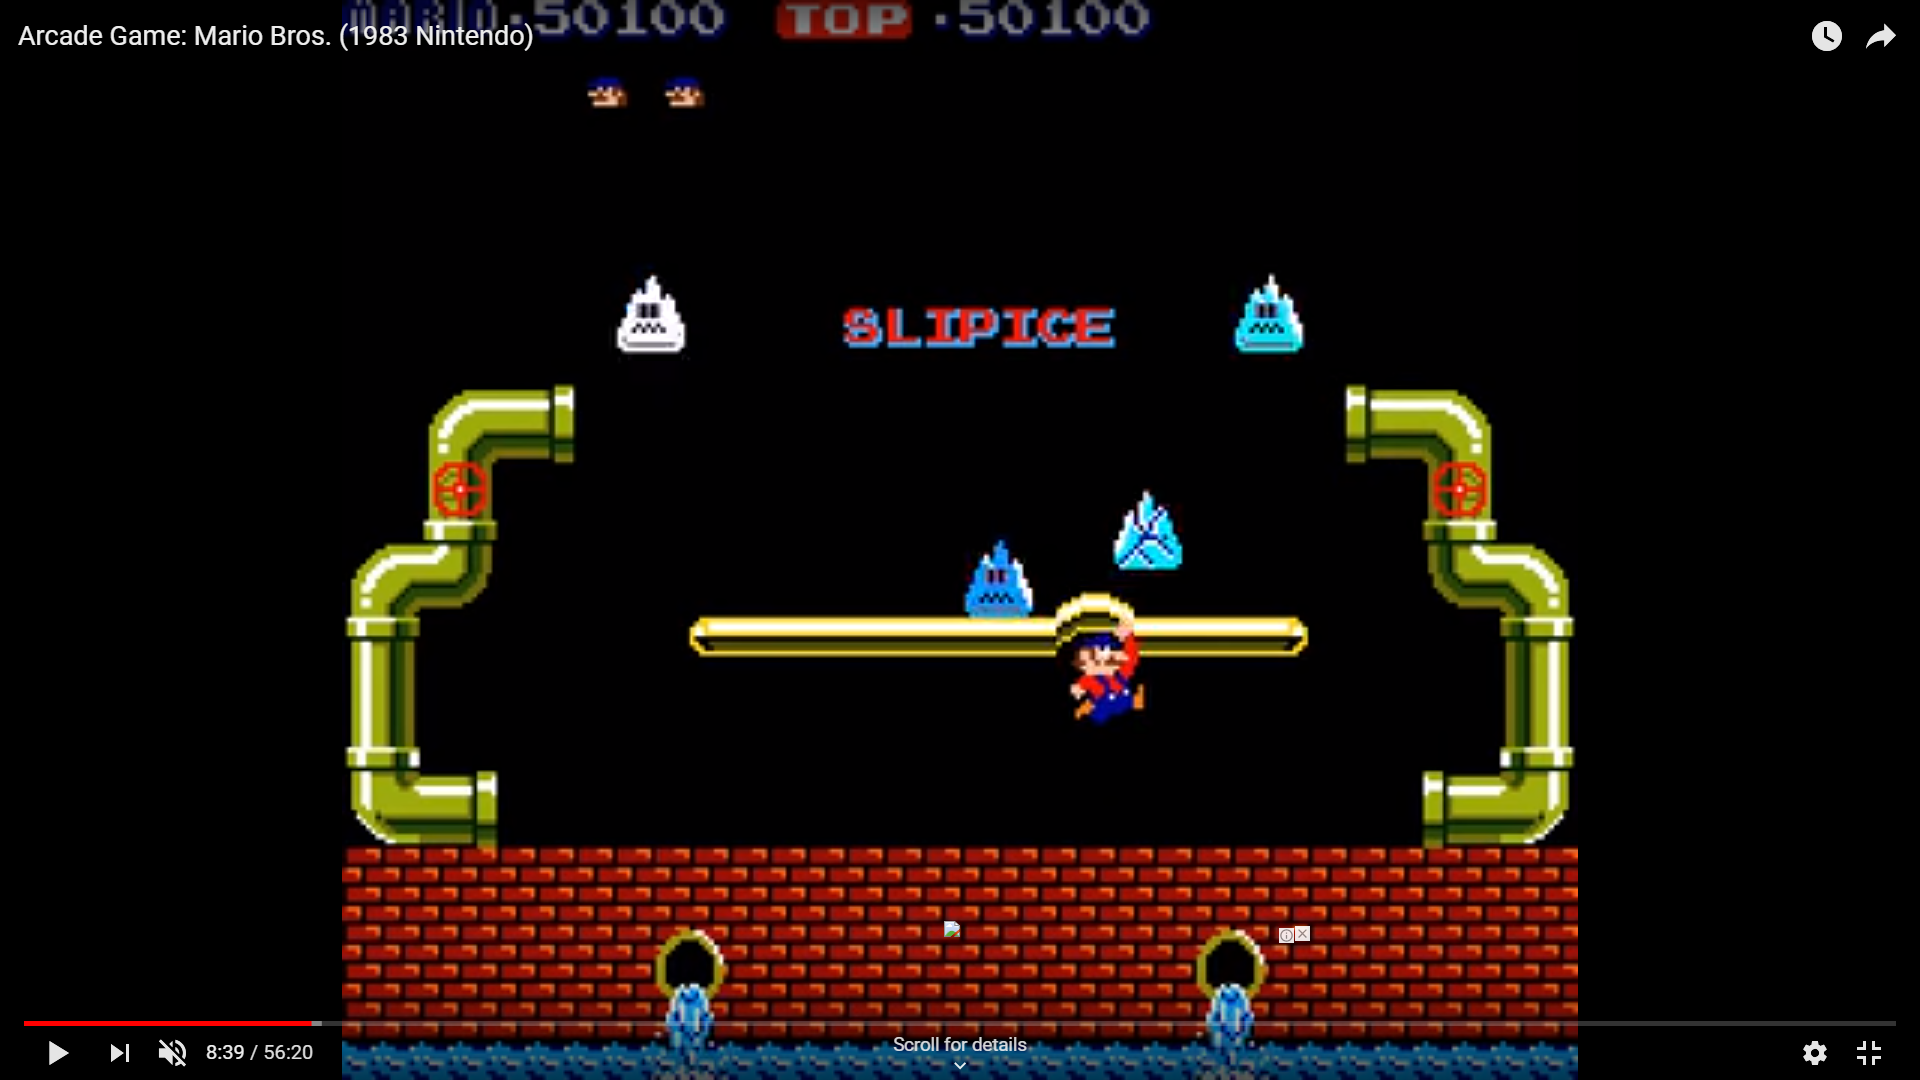 MARIO·50100 TOP ·50100
Arcade Game: Mario Bros. (1983 Nintendo)
SLIPICE
Scroll for details
8:39 / 56:20